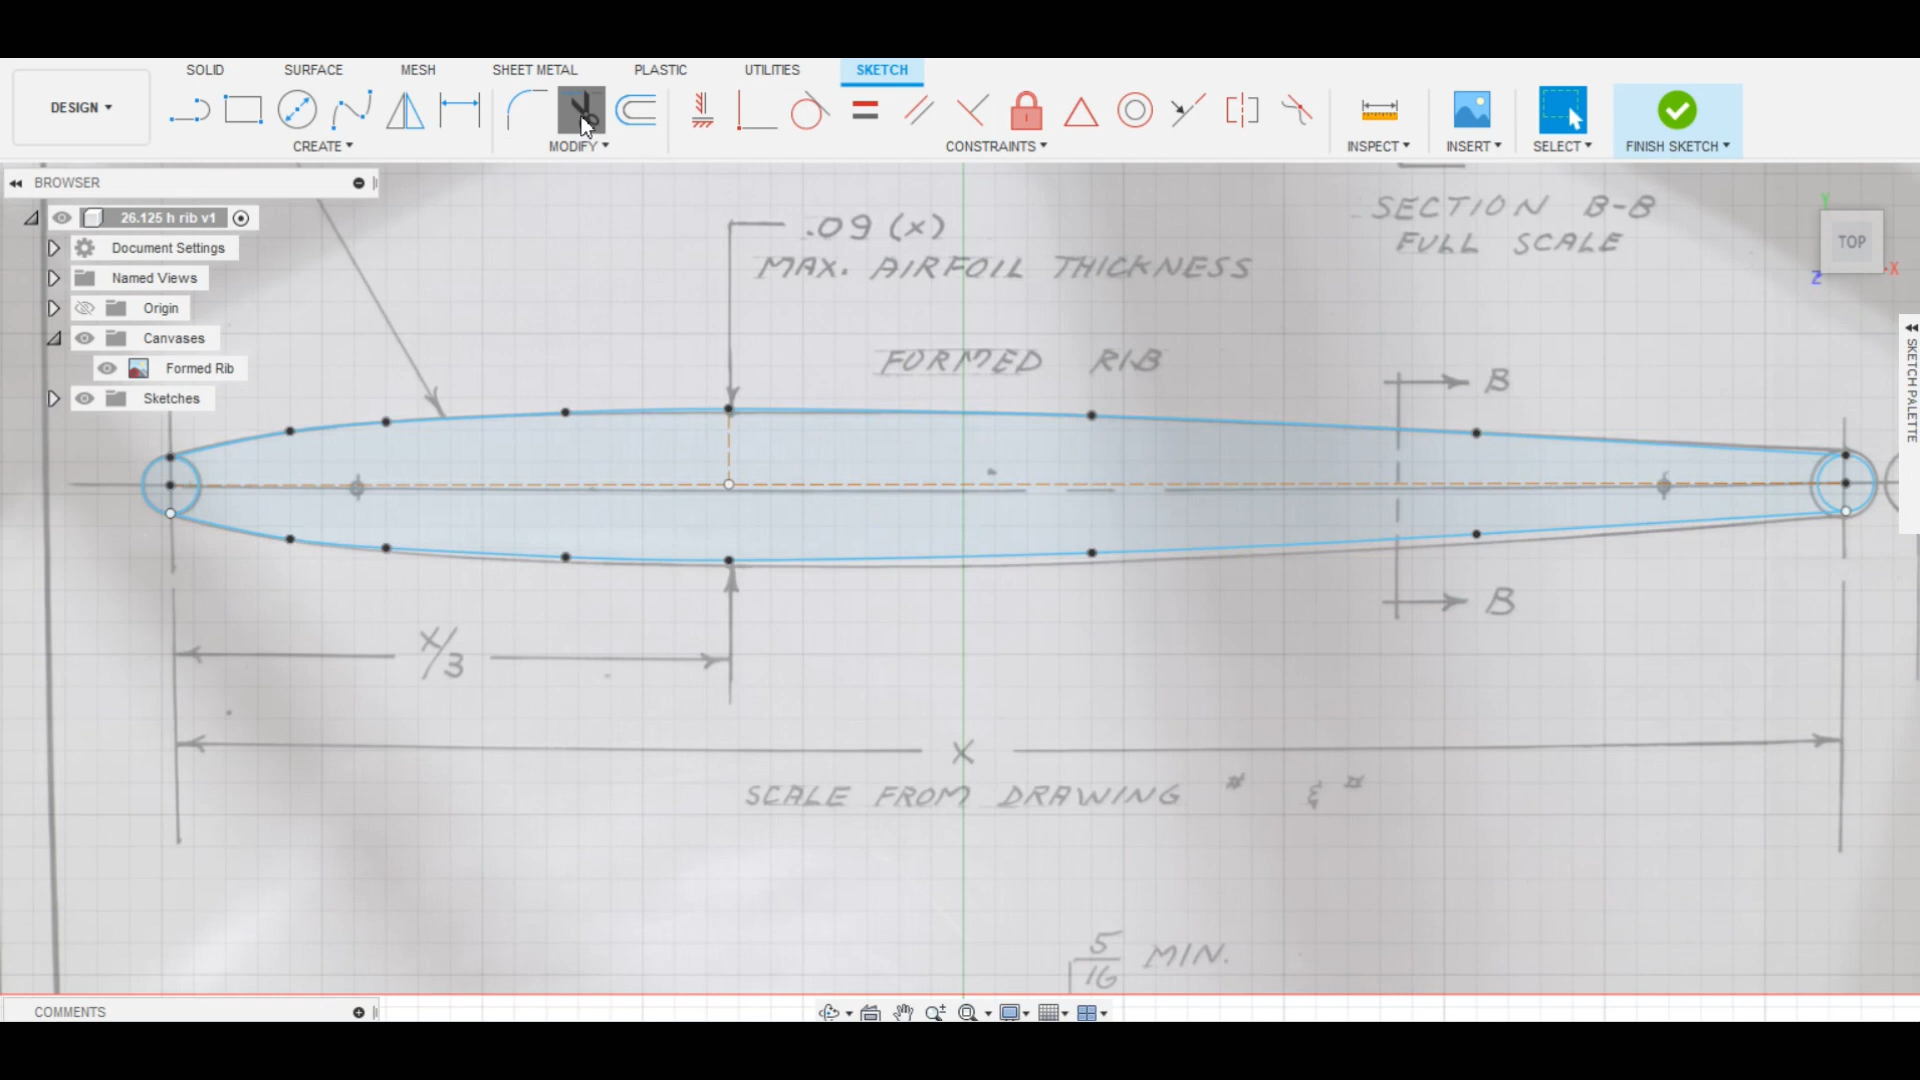 SOLID SURFACE MESH SHEET METAL PLASTIC UTILITIES SKETCH
DESIGN
CREATE MODIFY CONSTRAINTS INSPECT INSERT SELECT FINISH SKETCH
BROWSER
26.125 h rib v1
Document Settings
Named Views
Origin
Canvases
Formed Rib
Sketches
SECTION B-B
FULL SCALE
Y
TOP
X
Z
SKETCH PALETTE
.09 (X)
MAX. AIRFOIL THICKNESS
FORMED RIB
B
B
X/3
X
SCALE FROM DRAWING # & #
5/16 MIN.
COMMENTS